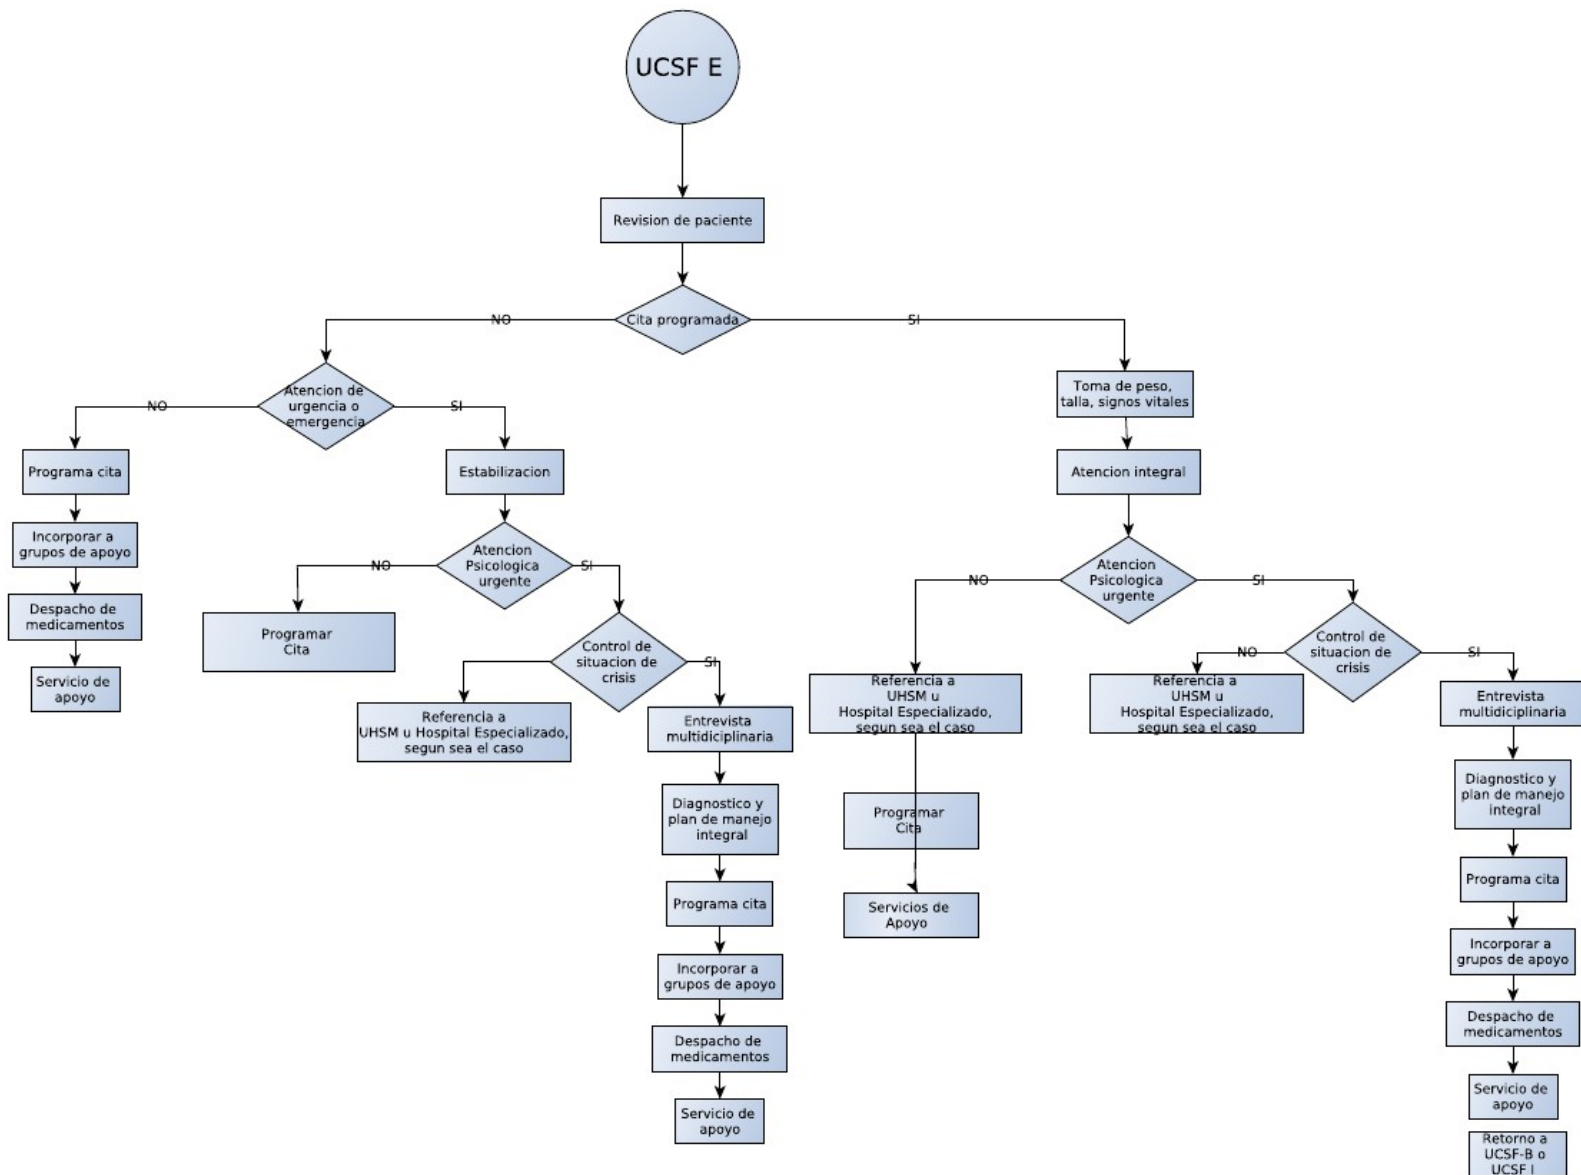 UCSF E
Revision de paciente
Cita programada
NO
SI
Atencion de
urgencia o
emergencia
NO
SI
Programa cita
Incorporar a
grupos de apoyo
Despacho de
medicamentos
Servicio de
apoyo
Estabilizacion
Atencion
Psicologica
urgente
NO
SI
Programar
Cita
Control de
situacion de
crisis
SI
Referencia a
UHSM u Hospital Especializado,
segun sea el caso
Entrevista
multidiciplinaria
Diagnostico y
plan de manejo
integral
Programa cita
Incorporar a
grupos de apoyo
Despacho de
medicamentos
Servicio de
apoyo
Toma de peso,
talla, signos vitales
Atencion integral
Atencion
Psicologica
urgente
NO
SI
Referencia a
UHSM u
Hospital Especializado,
segun sea el caso
Programar
Cita
Servicios de
Apoyo
Control de
situacion de
crisis
NO
SI
Referencia a
UHSM u
Hospital Especializado,
segun sea el caso
Entrevista
multidiciplinaria
Diagnostico y
plan de manejo
integral
Programa cita
Incorporar a
grupos de apoyo
Despacho de
medicamentos
Servicio de
apoyo
Retorno a
UCSF-B o
UCSF I